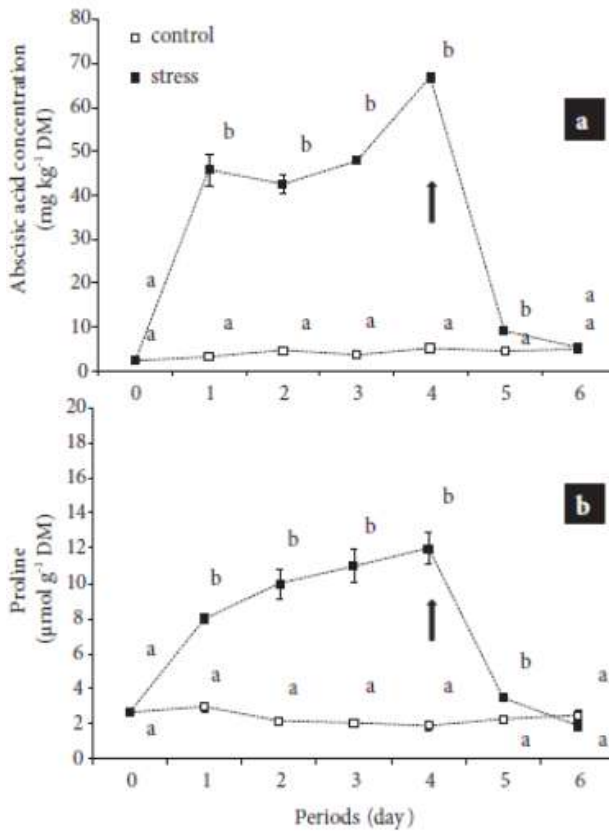 80
70
60
50
40
30
20
10
0
Abscisic acid concentration
(mg kg⁻¹ DM)
control
stress
a
a
a
b
a
b
a
b
a
b
a
b
a
a
a
0 1 2 3 4 5 6
20
18
16
14
12
10
8
6
4
2
0
Proline
(µmol g⁻¹ DM)
b
a
a
b
a
b
a
b
a
b
a
b
a
a
a
0 1 2 3 4 5 6
Periods (day)